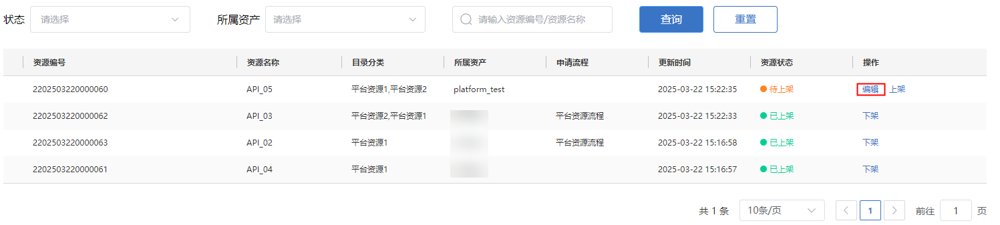 状态 请选择 所属资产 请选择 请输入资源编号/资源名称 查询 重置
资源编号 资源名称 目录分类 所属资产 申请流程 更新时间 资源状态 操作
2202503220000060 API_05 平台资源1,平台资源2 platform_test 2025-03-22 15:22:35 待上架 编辑 上架
2202503220000062 API_03 平台资源2,平台资源1 平台资源流程 2025-03-22 15:22:33 已上架 下架
2202503220000063 API_02 平台资源1 平台资源流程 2025-03-22 15:16:58 已上架 下架
2202503220000061 API_04 平台资源1 2025-03-22 15:16:57 已上架 下架
共 1 条 10条/页 1 前往 1 页